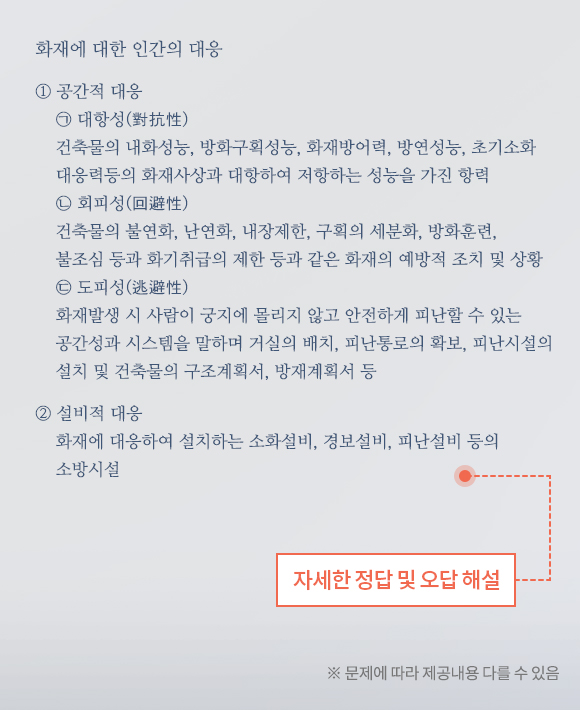 화재에 대한 인간의 대응
① 공간적 대응
㉠ 대항성(對抗性)
건축물의 내화성능, 방화구획성능, 화재방어력, 방연성능, 초기소화
대응력등의 화재사상과 대항하여 저항하는 성능을 가진 항력
㉡ 회피성(回避性)
건축물의 불연화, 난연화, 내장제한, 구획의 세분화, 방화훈련,
불조심 등과 화기취급의 제한 등과 같은 화재의 예방적 조치 및 상황
㉢ 도피성(逃避性)
화재발생 시 사람이 궁지에 몰리지 않고 안전하게 피난할 수 있는
공간성과 시스템을 말하며 거실의 배치, 피난통로의 확보, 피난시설의
설치 및 건축물의 구조계획서, 방재계획서 등
② 설비적 대응
화재에 대응하여 설치하는 소화설비, 경보설비, 피난설비 등의
소방시설
자세한 정답 및 오답 해설
※ 문제에 따라 제공내용 다를 수 있음